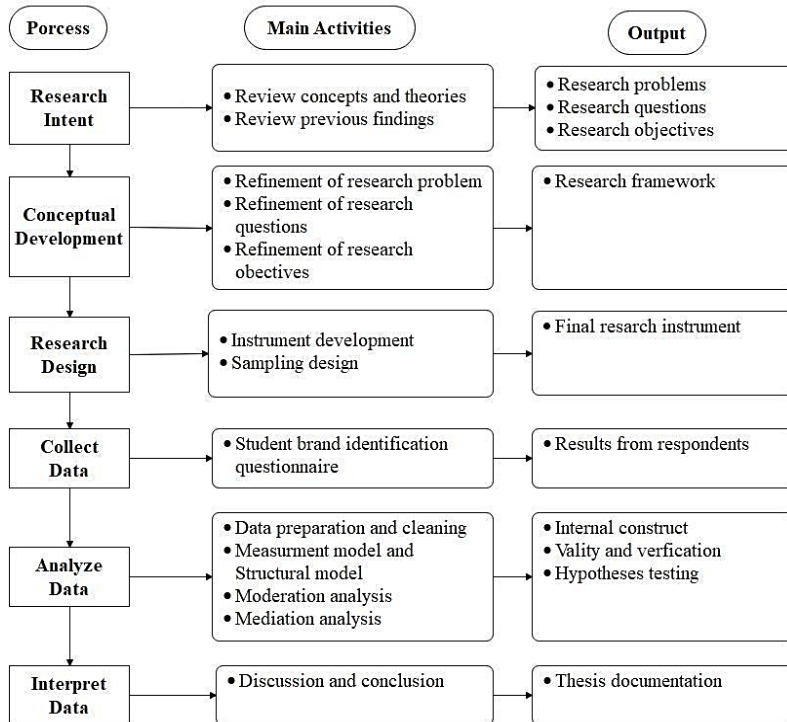 Porcess
Main Activities
Output
Research
Intent
• Review concepts and theories
• Review previous findings
• Research problems
• Research questions
• Research objectives
Conceptual
Development
• Refinement of research problem
• Refinement of research
questions
• Refinement of research
obectives
• Research framework
Research
Design
• Instrument development
• Sampling design
• Final resarch instrument
Collect
Data
• Student brand identification
questionnaire
• Results from respondents
Analyze
Data
• Data preparation and cleaning
• Measurment model and
Structural model
• Moderation analysis
• Mediation analysis
• Internal construct
• Vality and verfication
• Hypotheses testing
Interpret
Data
• Discussion and conclusion
• Thesis documentation